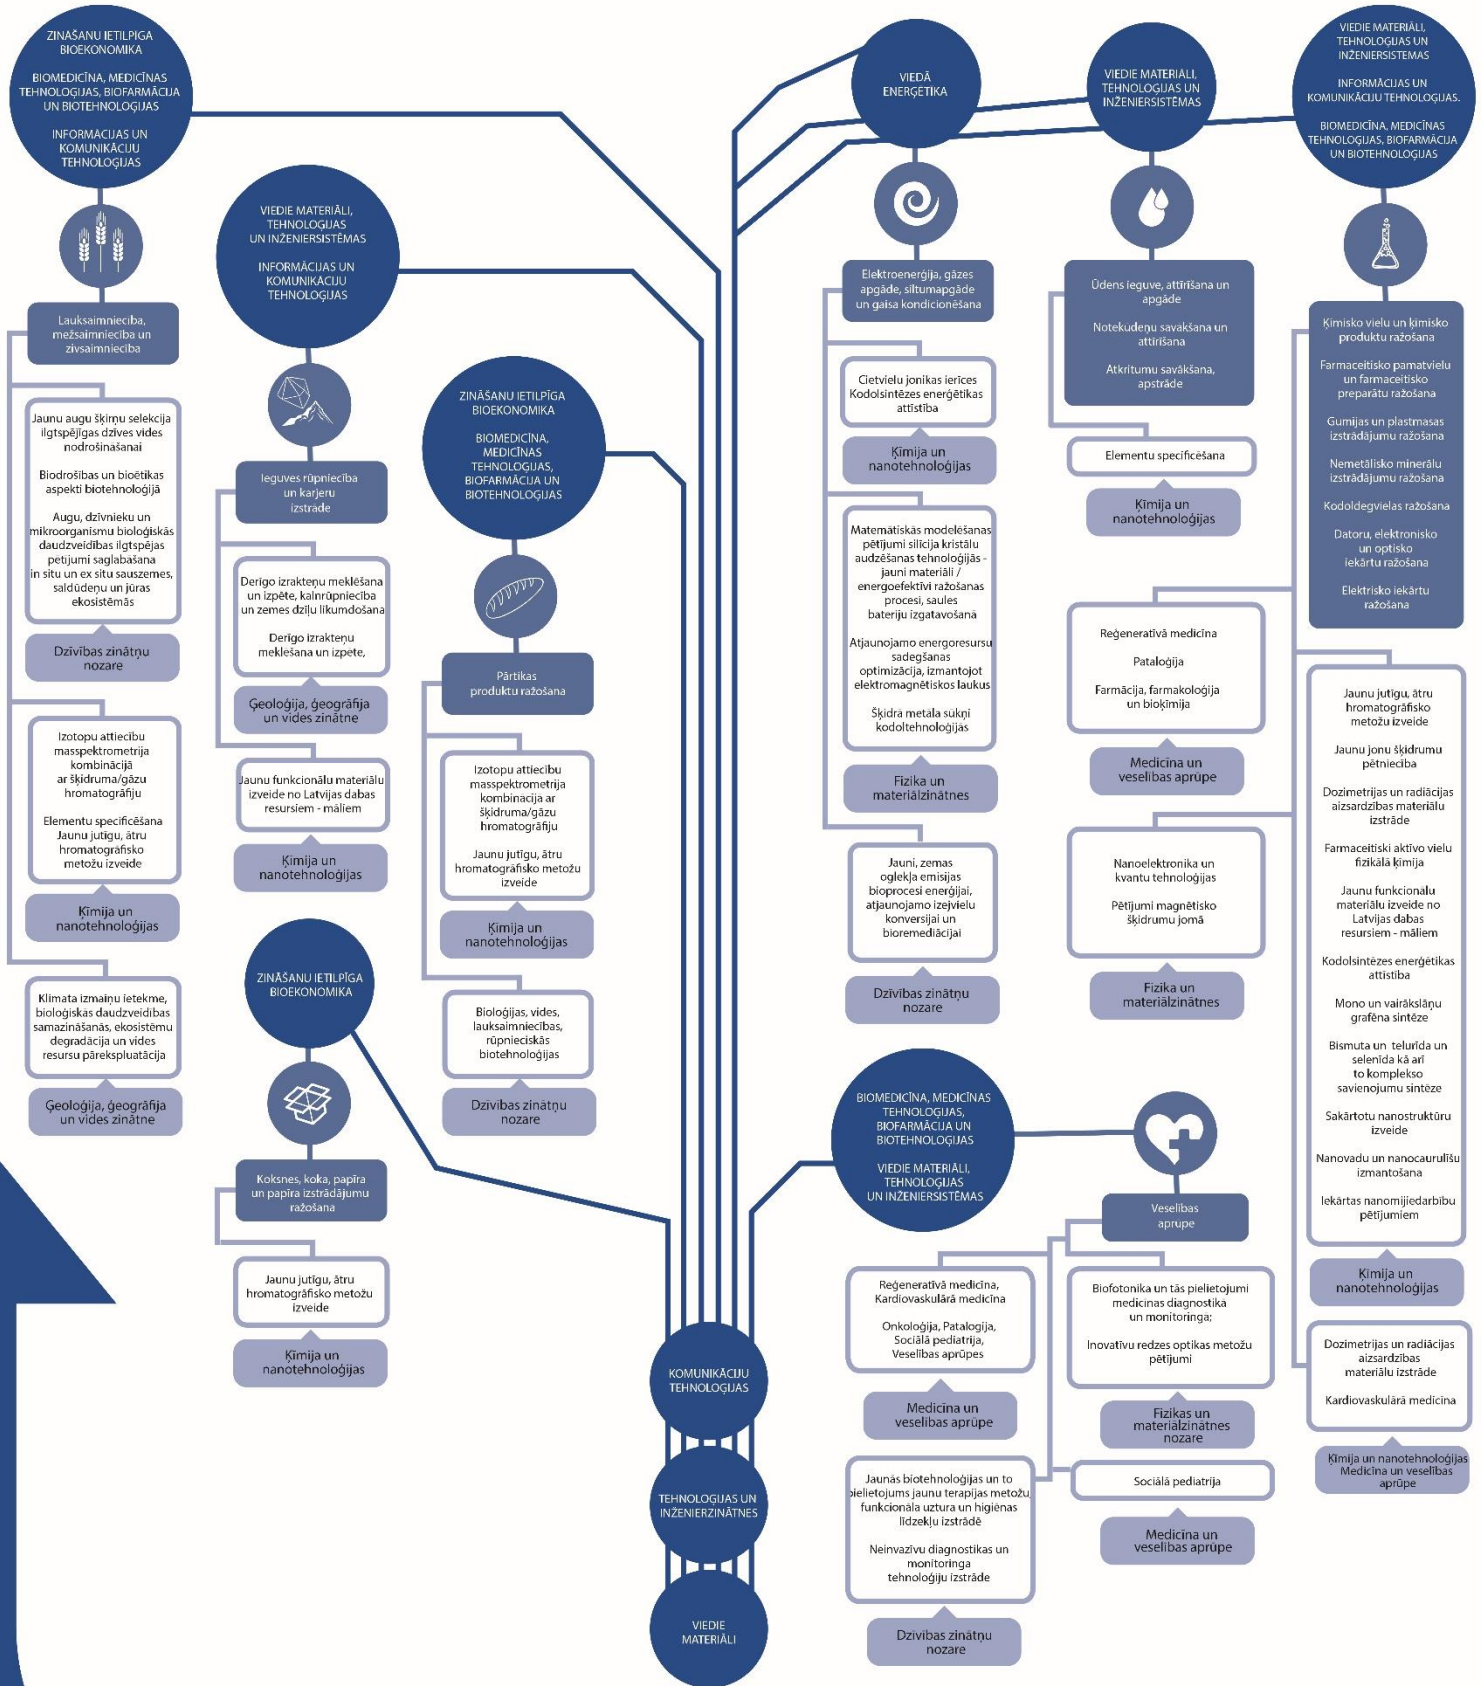 ZINĀŠANU IETILPĪGA
BIOEKONOMIKA
BIOMEDICĪNA, MEDICĪNAS
TEHNOLOĢIJAS, BIOFARMĀCIJA
UN BIOTEHNOLOĢIJAS
INFORMĀCIJAS UN
KOMUNIKĀCIJU
TEHNOLOĢIJAS
Lauksaimniecība,
mežsaimniecība un
zivsaimniecība
Jaunu augu šķirņu selekcija
ilgtspējīgas dzīves vides
nodrošināšanai
Biodrošības un bioētikas
aspekti biotehnoloģijā
Augu, dzīvnieku un
mikroorganismu bioloģiskās
daudzveidības ilgtspējas
pētījumi saglabāšana
in situ un ex situ sauszemes,
saldūdeņu un jūras
ekosistēmās
Dzīvības zinātņu
nozare
Izotopu attiecību
masspektrometrija
kombinācijā
ar šķidruma/gāzu
hromatogrāfiju
Elementu specificēšana
Jaunu jutīgu, ātru
hromatogrāfisko
metožu izveide
Ķīmija un
nanotehnoloģijas
Klimata izmaiņu ietekme,
bioloģiskās daudzveidības
samazināšanās, ekosistēmu
degradācija un vides
resursu pārekspluatācija
Ģeoloģija, ģeogrāfija
un vides zinātne
VIEDIE MATERIĀLI,
TEHNOLOĢIJAS
UN INŽENIERSISTĒMAS
INFORMĀCIJAS UN
KOMUNIKĀCIJU
TEHNOLOĢIJAS
Ieguves rūpniecība
un karjeru
izstrāde
Derīgo izrakteņu meklēšana
un izpēte, kalnrūpniecība
un zemes dzīļu likumdošana
Derīgo izrakteņu
meklēšana un izpēte,
Ģeoloģija, ģeogrāfija
un vides zinātne
Jaunu funkcionālu materiālu
izveide no Latvijas dabas
resursiem - māliem
Ķīmija un
nanotehnoloģijas
ZINĀŠANU IETILPĪGA
BIOEKONOMIKA
Koksnes, koka, papīra
un papīra izstrādājumu
ražošana
Jaunu jutīgu, ātru
hromatogrāfisko metožu
izveide
Ķīmija un
nanotehnoloģijas
ZINĀŠANU IETILPĪGA
BIOEKONOMIKA
BIOMEDICĪNA,
MEDICĪNAS
TEHNOLOĢIJAS,
BIOFARMĀCIJA UN
BIOTEHNOLOĢIJAS
Pārtikas
produktu ražošana
Izotopu attiecību
masspektrometrija
kombinācija ar
šķidruma/gāzu
hromatogrāfiju
Jaunu jutīgu, ātru
hromatogrāfisko metožu
izveide
Ķīmija un
nanotehnoloģijas
Bioloģijas, vides,
lauksaimniecības,
rūpnieciskās
biotehnoloģijas
Dzīvības zinātņu
nozare
KOMUNIKĀCIJU
TEHNOLOĢIJAS
TEHNOLOĢIJAS UN
INŽENIERZINĀTNES
VIEDIE
MATERIĀLI
VIEDĀ
ENERĢĒTIKA
Elektroenerģija, gāzes
apgāde, siltumapgāde
un gaisa kondicionēšana
Cietvielu jonikas ierīces
Kodolsintēzes enerģētikas
attīstība
Ķīmija un
nanotehnoloģijas
Matemātiskās modelēšanas
pētījumi silīcija kristālu
audzēšanas tehnoloģijās -
jauni materiāli /
energoefektīvi ražošanas
procesi, saules
bateriju izgatavošanā
Atjaunojamo energoresursu
sadegšanas
optimizācija, izmantojot
elektromagnētiskos laukus
Šķidrā metāla sūkņi
kodoltehnoloģijās
Fizika un
materiālzinātnes
Jauni, zemas
oglekļa emisijas
bioprocesi enerģijai,
atjaunojamo izejvielu
konversijai un
bioremediācijai
Dzīvības zinātņu
nozare
VIEDIE MATERIĀLI,
TEHNOLOĢIJAS UN
INŽENIERSISTĒMAS
Ūdens ieguve, attīrīšana un
apgāde
Notekūdeņu savākšana un
attīrīšana
Atkritumu savākšana,
apstrāde
Elementu specificēšana
Ķīmija un
nanotehnoloģijas
VIEDIE MATERIĀLI,
TEHNOLOĢIJAS UN
INŽENIERSISTĒMAS
INFORMĀCIJAS UN
KOMUNIKĀCIJU TEHNOLOĢIJAS.
BIOMEDICĪNA, MEDICĪNAS
TEHNOLOĢIJAS, BIOFARMĀCIJA
UN BIOTEHNOLOĢIJAS
Ķīmisko vielu un ķīmisko
produktu ražošana
Farmaceitisko pamatvielu
un farmaceitisko
preparātu ražošana
Gumijas un plastmasas
izstrādājumu ražošana
Nemetālisko minerālu
izstrādājumu ražošana
Kodoldegvielas ražošana
Datoru, elektronisko
un optisko
iekārtu ražošana
Elektrisko iekārtu
ražošana
Reģeneratīvā medicīna
Pataloģija
Farmācija, farmakoloģija
un bioķīmija
Medicīna un
veselības aprūpe
Nanoelektronika un
kvantu tehnoloģijas
Pētījumi magnētisko
šķidrumu jomā
Fizika un
materiālzinātnes
Jaunu jutīgu, ātru
hromatogrāfisko
metožu izveide
Jaunu jonu šķidrumu
pētniecība
Dozimetrijas un radiācijas
aizsardzības materiālu
izstrāde
Farmaceitiski aktīvo vielu
fizikālā ķīmija
Jaunu funkcionālu
materiālu izveide no
Latvijas dabas
resursiem - māliem
Kodolsintēzes enerģētikas
attīstība
Mono un vairākslāņu
grafēna sintēze
Bismuta un telurīda un
selenīda kā arī
to komplekso
savienojumu sintēze
Sakārtotu nanostruktūru
izveide
Nanovadu un nanocaurulīšu
izmantošana
Iekārtas nanomijiedarbību
pētījumiem
Ķīmija un
nanotehnoloģijas
Dozimetrijas un radiācijas
aizsardzības
materiālu izstrāde
Kardiovaskulārā medicīna
Ķīmija un nanotehnoloģijas
Medicīna un veselības
aprūpe
BIOMEDICĪNA, MEDICĪNAS
TEHNOLOĢIJAS,
BIOFARMĀCIJA UN
BIOTEHNOLOĢIJAS
VIEDIE MATERIĀLI,
TEHNOLOĢIJAS
UN INŽENIERSISTĒMAS
Veselības
aprūpe
Reģeneratīvā medicīna,
Kardiovaskulārā medicīna
Onkoloģija, Patalogija,
Sociālā pediatrija,
Veselības aprūpes
Medicīna un
veselības aprūpe
Biofotonika un tās pielietojumi
medicīnas diagnostikā
un monitoringā;
Inovatīvu redzes optikas metožu
pētījumi
Fizikas un
materiālzinātnes
nozare
Jaunās biotehnoloģijas un to
pielietojums jaunu terapijas metožu,
funkcionāla uztura un higiēnas
līdzekļu izstrādē
Neinvazīvu diagnostikas un
monitoringa
tehnoloģiju izstrāde
Dzīvības zinātņu
nozare
Sociālā pediatrija
Medicīna un
veselības aprūpe